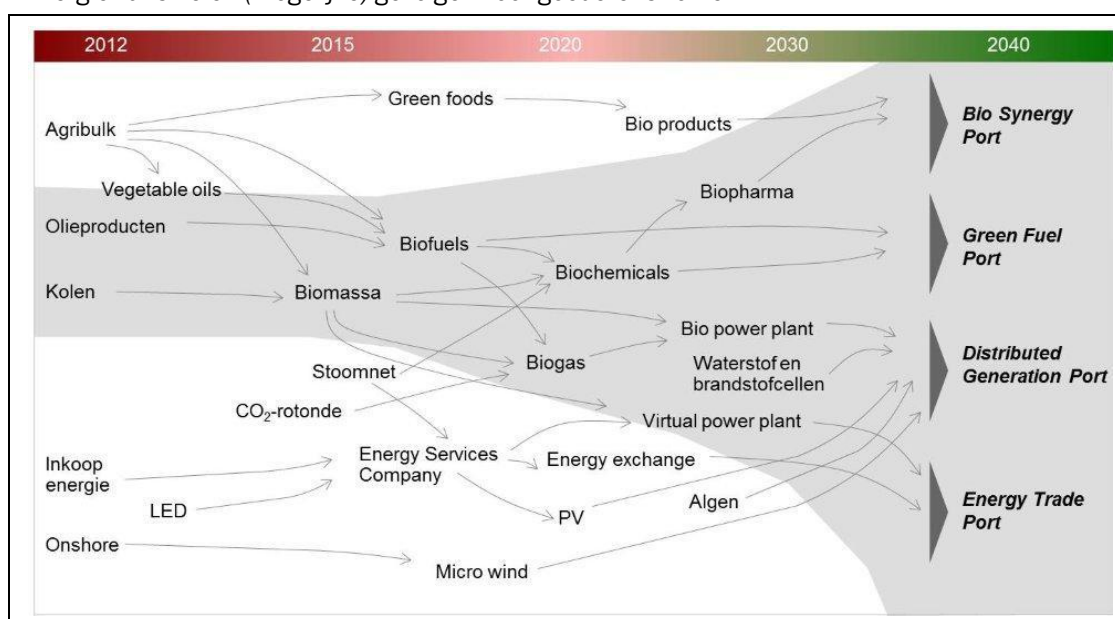 (mogelijke) gevolgen
2012 2015 2020 2030 2040
Green foods
Bio products
Agribulk
Bio Synergy
Port
Vegetable oils
Biopharma
Olieproducten
Biofuels
Green Fuel
Port
Biochemicals
Kolen
Biomassa
Bio power plant
Biogas
Waterstof en
brandstofcellen
Distributed
Generation Port
Stoomnet
CO₂-rotonde
Virtual power plant
Energy Services
Company
Energy exchange
Inkoop
energie
LED
PV
Algen
Energy Trade
Port
Onshore
Micro wind